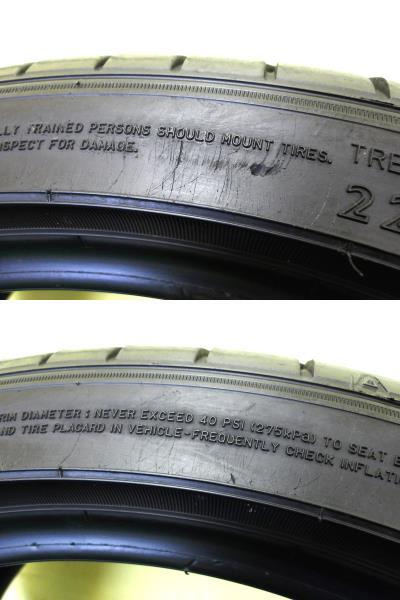 LLY TRAINED PERSONS SHOULD MOUNT TIRES. TRE
NSPECT FOR DAMAGE.
22
RIM DIAMETER : NEVER EXCEED 40 PSI (275kPa) TO SEAT B
AND TIRE PLACARD IN VEHICLE-FREQUENTLY CHECK INFLATI